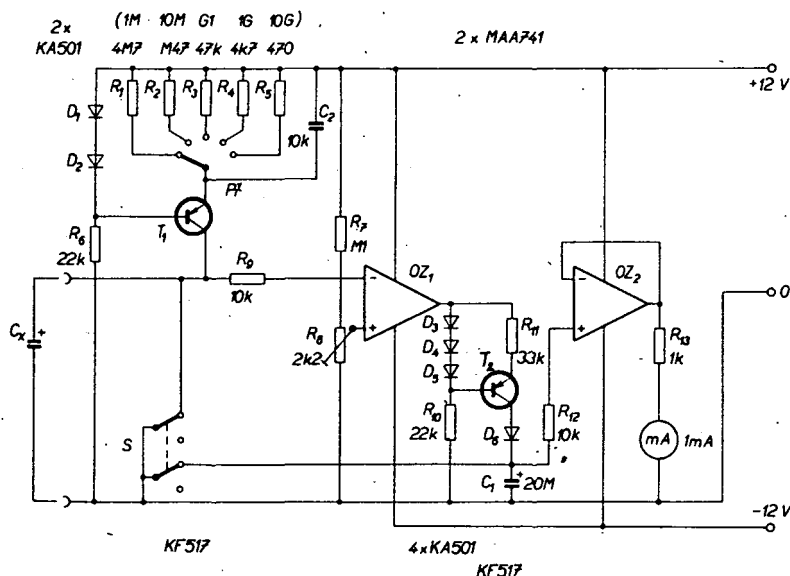 2x
KA501
(1M 10M G1 1G 10G)
4M7 M47 47k 4k7 470
2 x MAA741
+12 V
R1
R2
R3
R4
R5
C2
10k
D1
D2
P7
T1
R6
22k
R7
M1
R9
10k
OZ1
OZ2
0
Cx
+
R8
2k2
D3
D4
D5
R11
33k
T2
R13
1k
R10
22k
D6
R12
10k
mA
1mA
S
C1
+
20M
-12 V
KF517
4xKA501
KF517